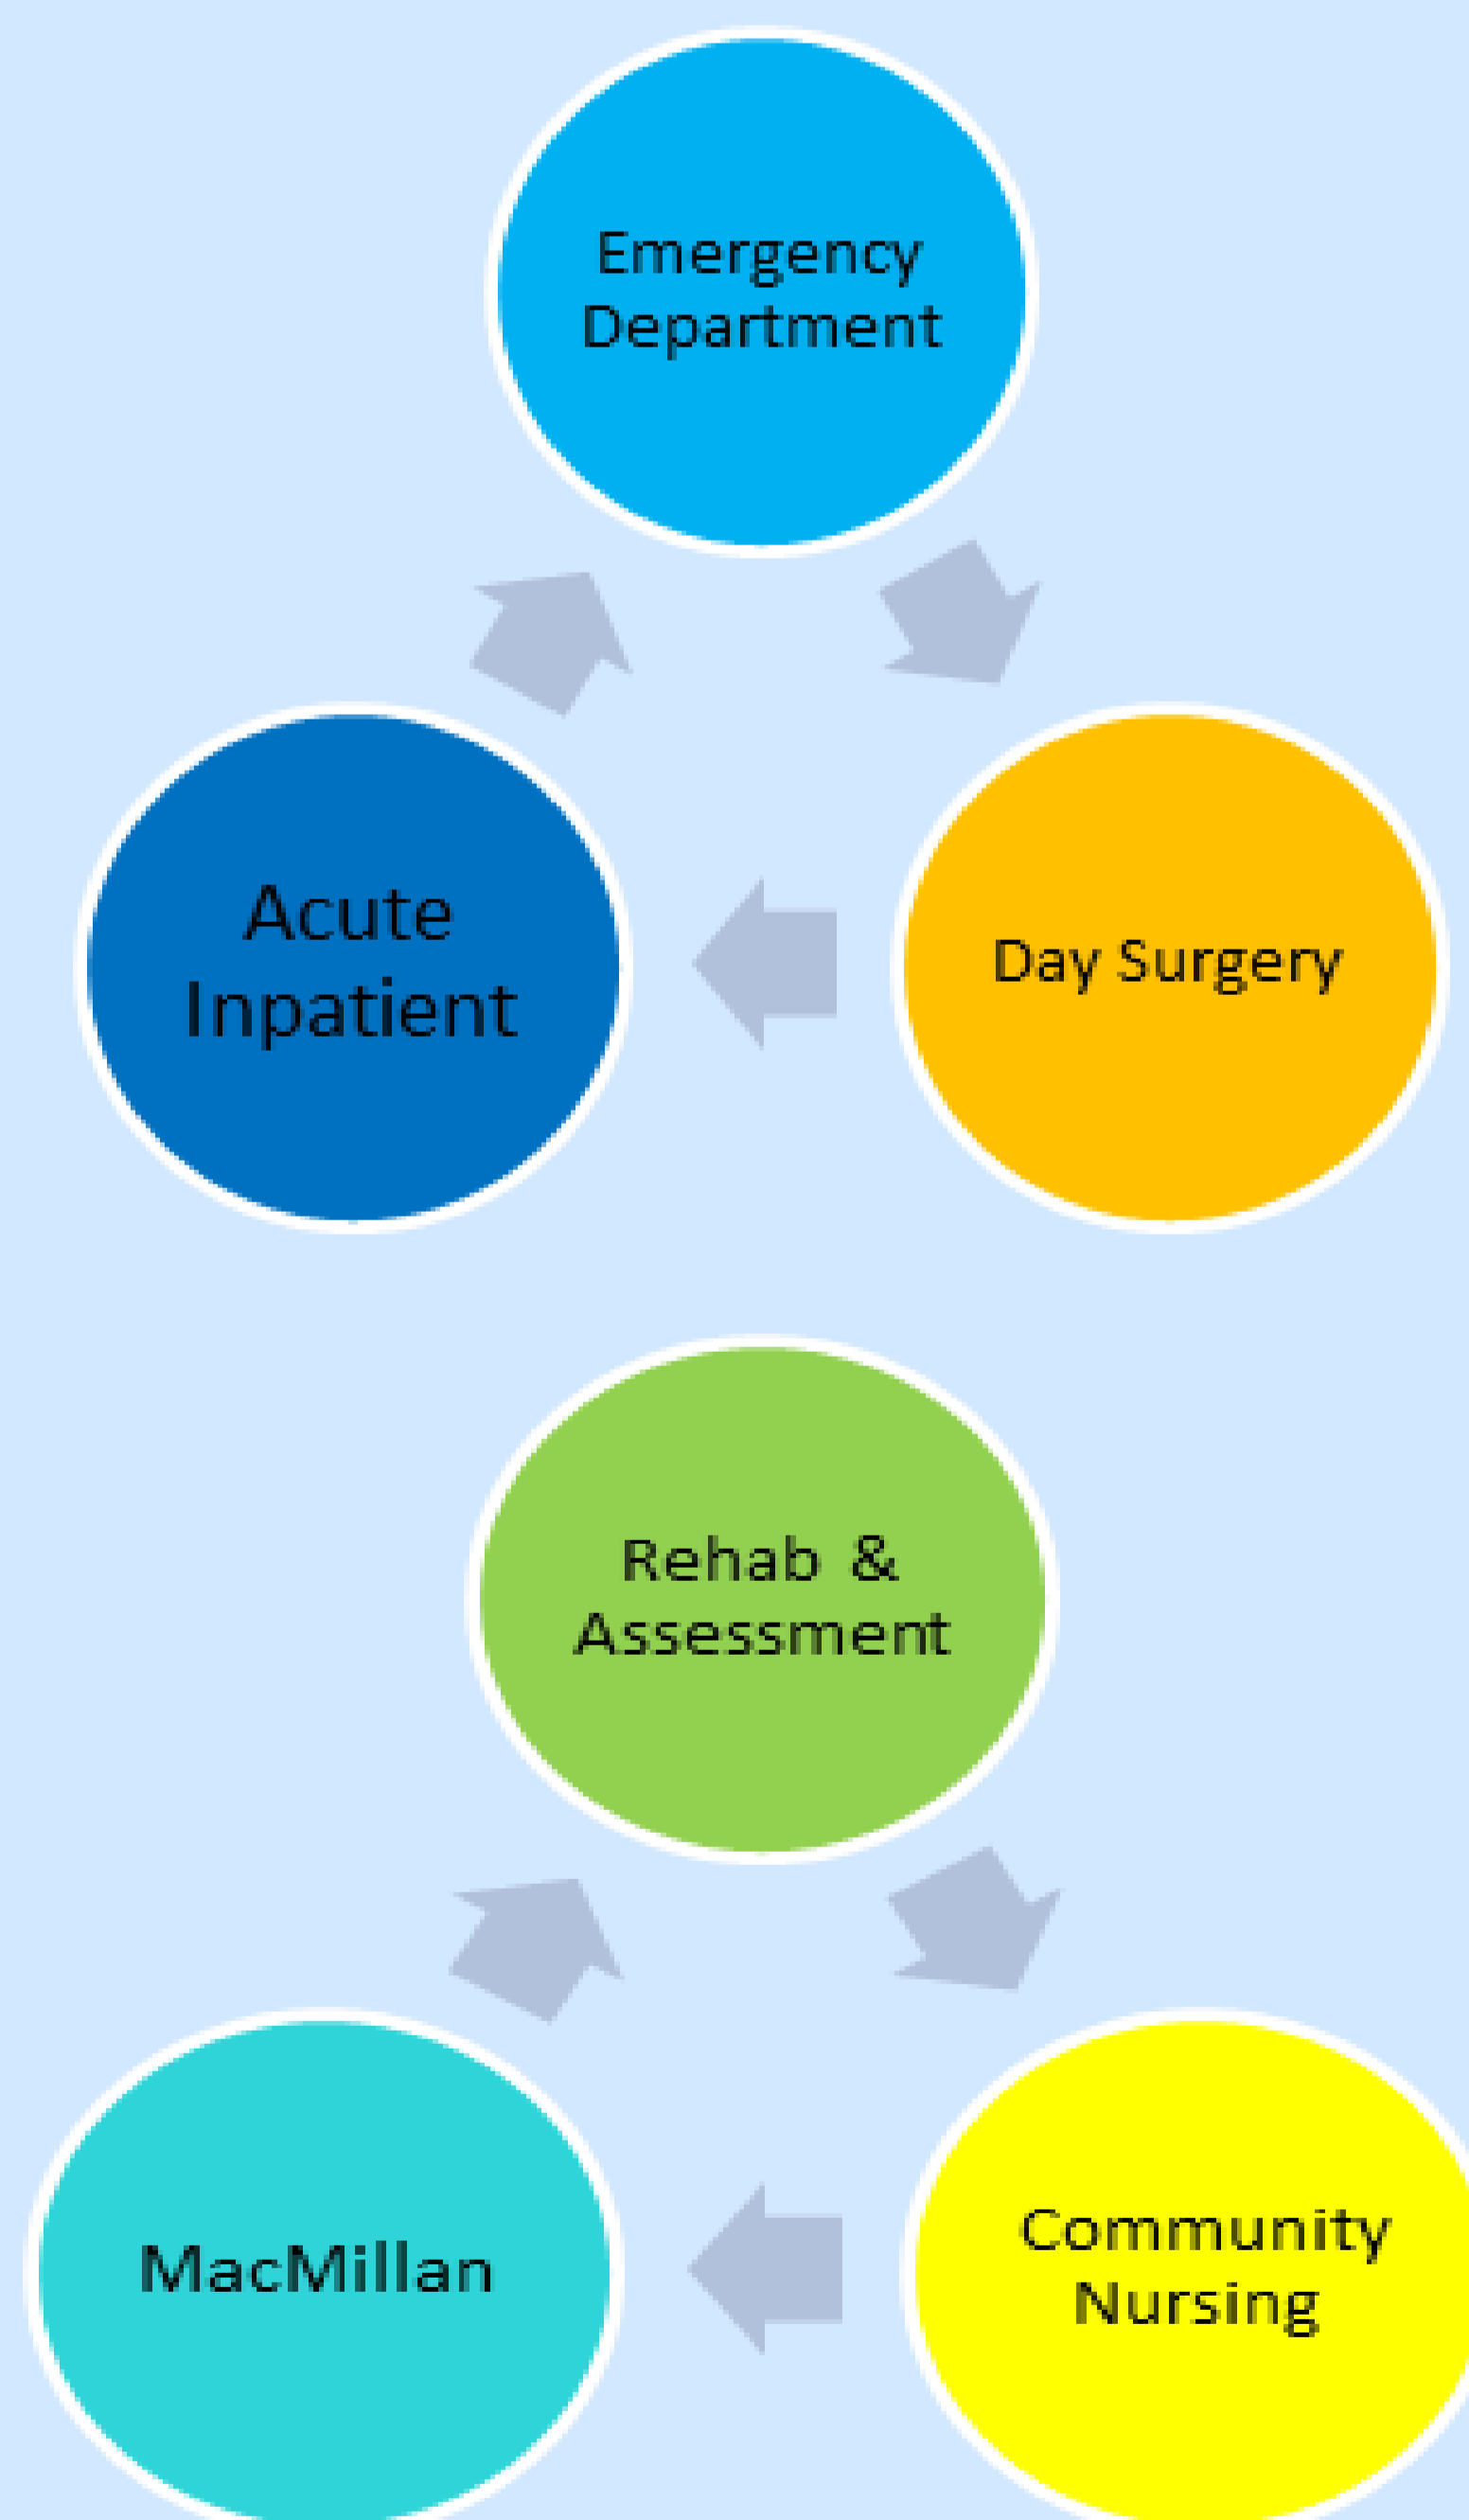 Emergency
Department
Acute
Inpatient
Day Surgery
Rehab &
Assessment
MacMillan
Community
Nursing